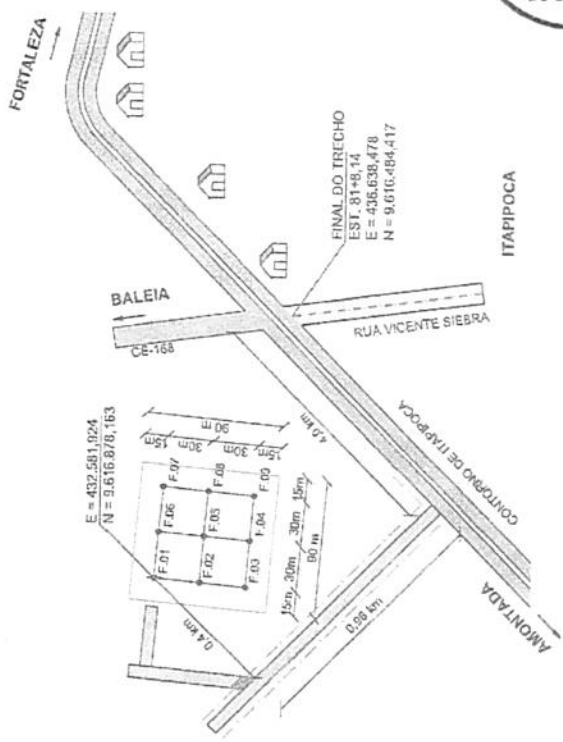 FORTALEZA
BALEIA
CE-168
FINAL DO TRECHO
EST. 81+8,14
E = 436.638,478
N = 9.616.484,417
ITAPIPOCA
RUA VICENTE SIEBRA
CONTORNO DE ITAPIPOCA
AMONTADA
4,0 km
0,96 km
0,4 km
E = 432.581,924
N = 9.616.878,163
F.01
F.06
F.07
F.02
F.05
F.08
F.03
F.04
F.09
15m
30m
30m
15m
90 m
15m
30m
30m
15m
90 m